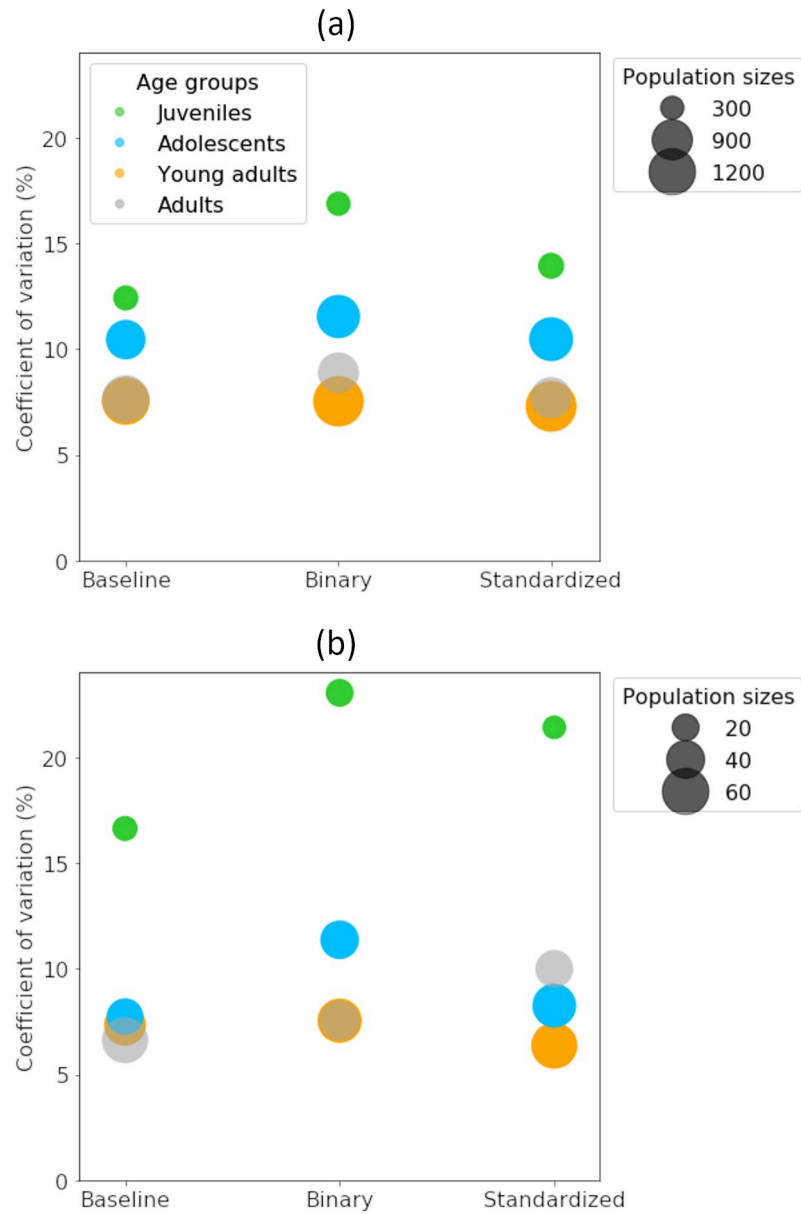 (a)
Coefficient of variation (%)
20
15
10
5
0
Age groups
Juveniles
Adolescents
Young adults
Adults
Population sizes
300
900
1200
Baseline
Binary
Standardized
(b)
Coefficient of variation (%)
20
15
10
5
0
Population sizes
20
40
60
Baseline
Binary
Standardized